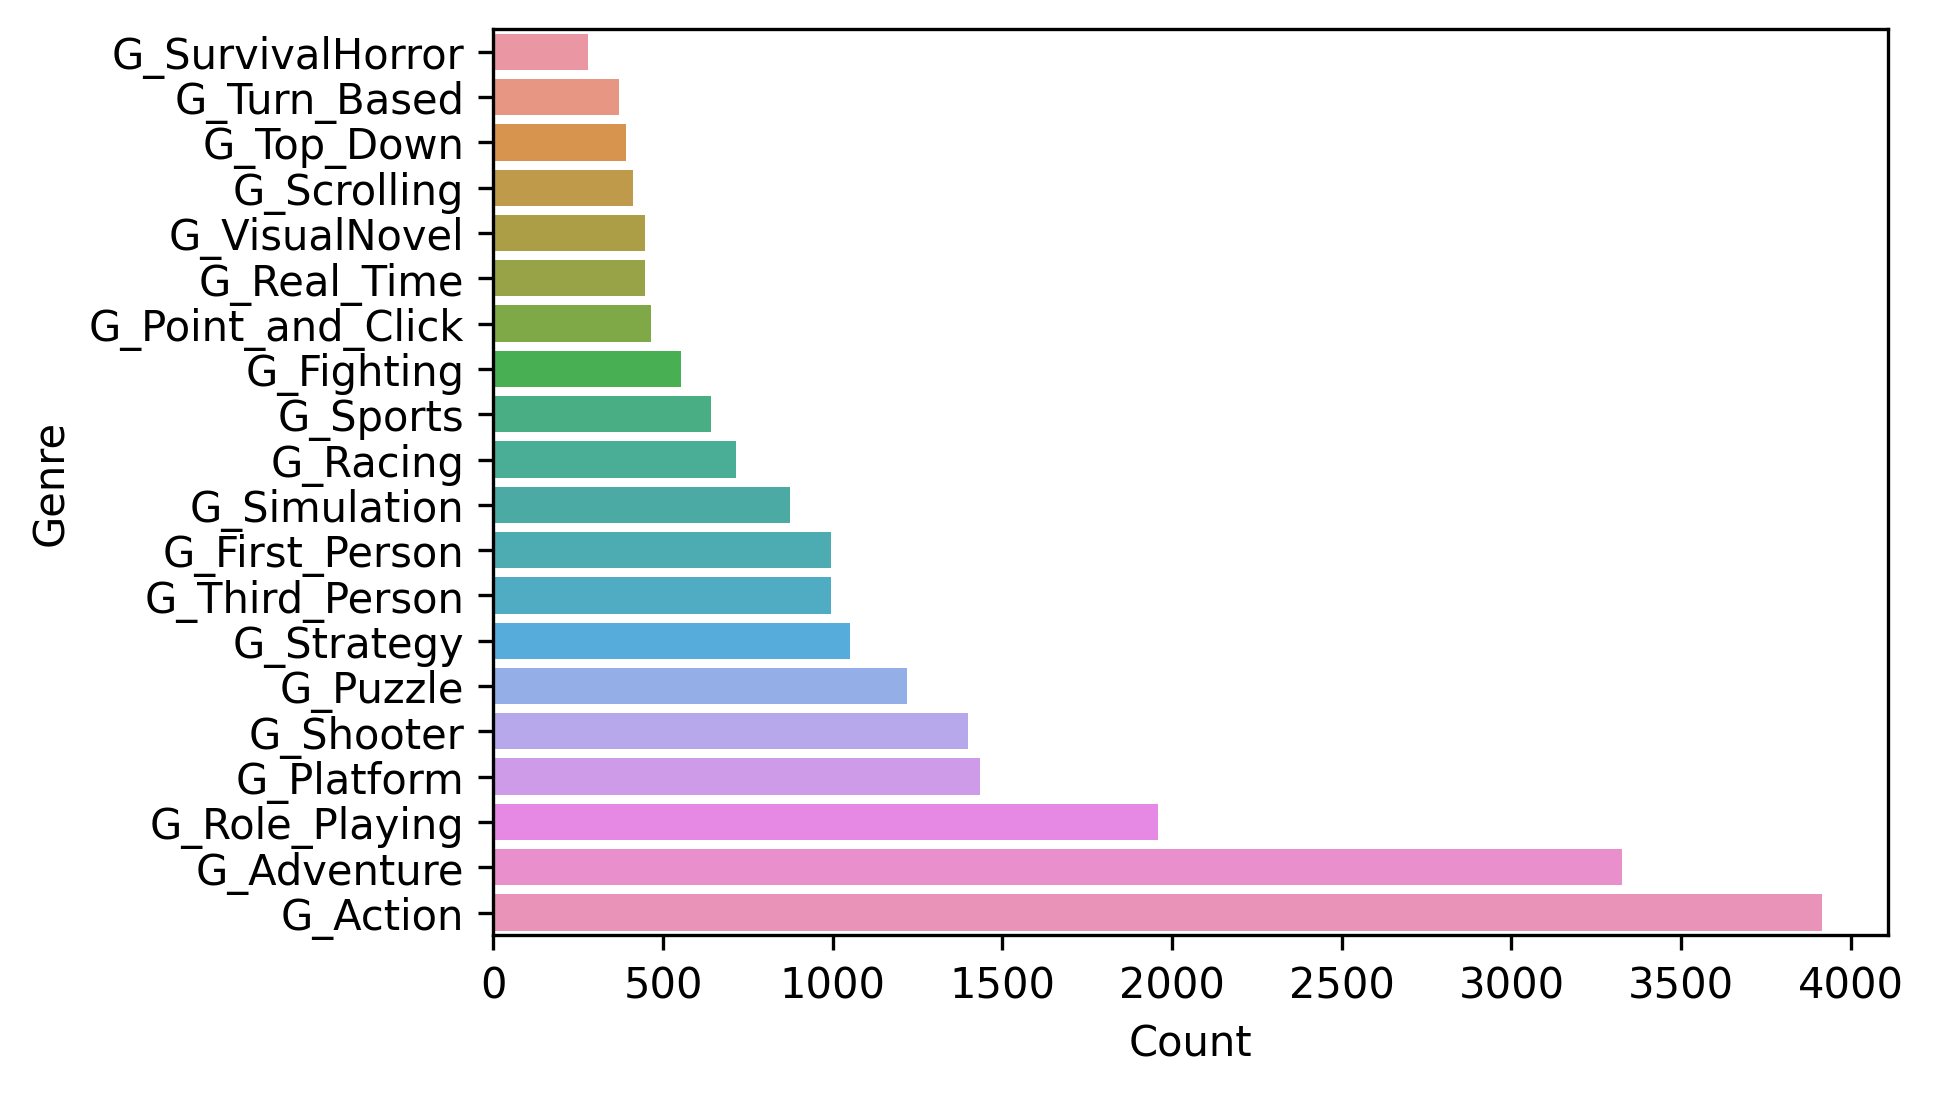 G_SurvivalHorror
G_Turn_Based
G_Top_Down
G_Scrolling
G_VisualNovel
G_Real_Time
G_Point_and_Click
G_Fighting
G_Sports
G_Racing
G_Simulation
G_First_Person
G_Third_Person
G_Strategy
G_Puzzle
G_Shooter
G_Platform
G_Role_Playing
G_Adventure
G_Action
Genre
0 500 1000 1500 2000 2500 3000 3500 4000
Count